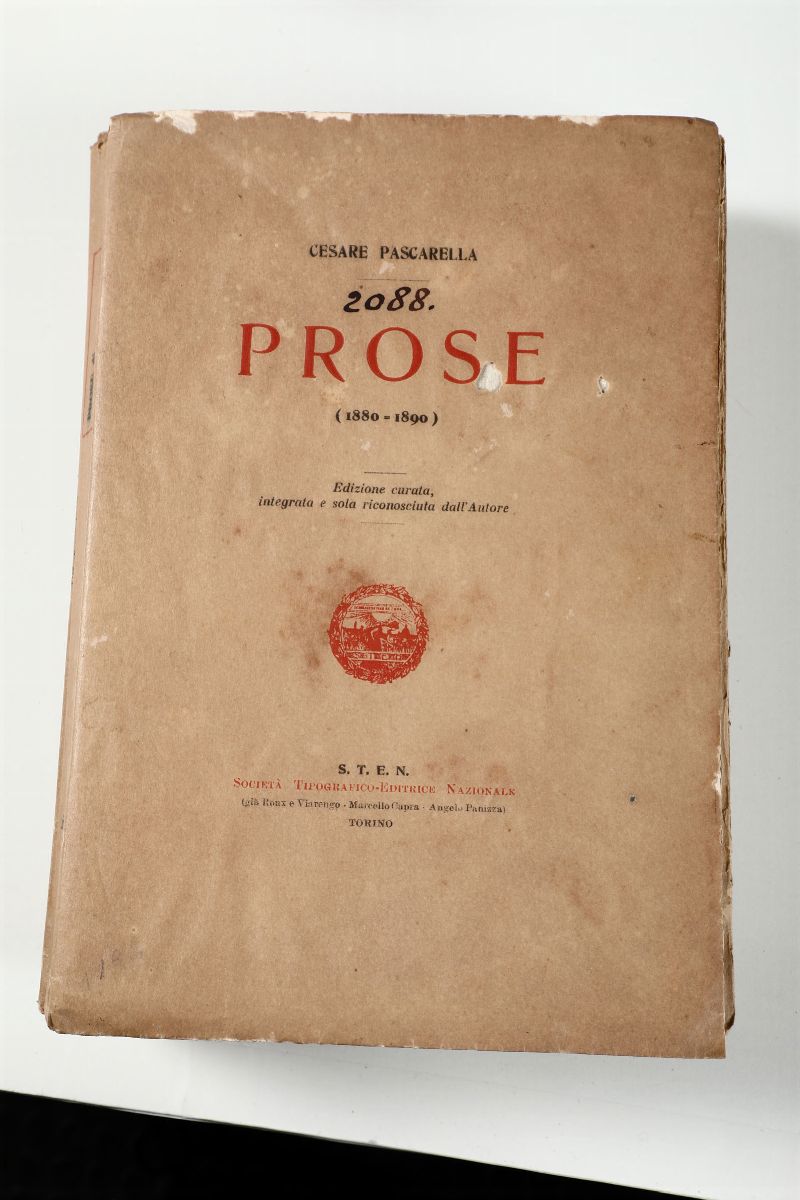 CESARE PASCARELLA
2088.
PROSE
(1880-1890)
Edizione curata,
integrata e sola riconosciuta dall'Autore
S. T. E. N.
SOCIETÀ TIPOGRAFICO-EDITRICE NAZIONALE
(già Roux e Viarengo - Marcello Capra - Angelo Panizza)
TORINO